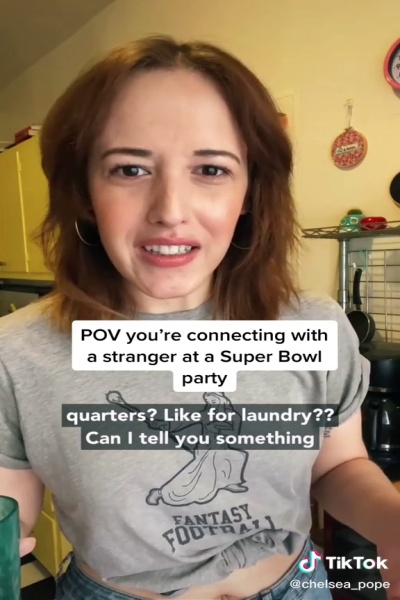 POV you're connecting with
a stranger at a Super Bowl
party
quarters? Like for laundry??
Can I tell you something
FANTASY
FOOTBALL
TikTok
@chelsea_pope_